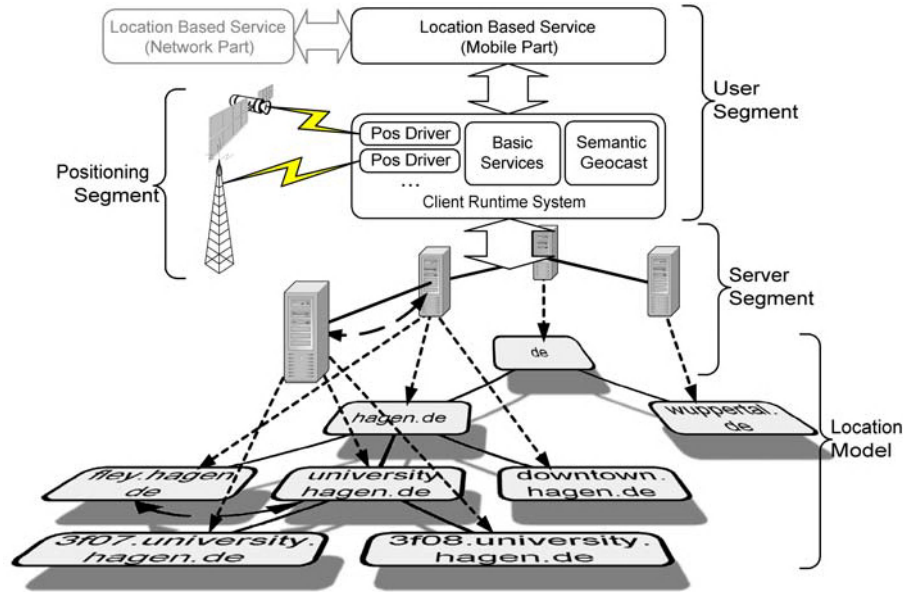 Location Based Service
(Network Part)
Location Based Service
(Mobile Part)
User
Segment
Pos Driver
Pos Driver
...
Basic
Services
Semantic
Geocast
Client Runtime System
Positioning
Segment
Server
Segment
de
hagen.de
wuppertal.
de
Location
Model
fley.hagen
de
university
hagen.de
downtown.
hagen.de
3f07.university.
hagen.de
3f08.university.
hagen.de